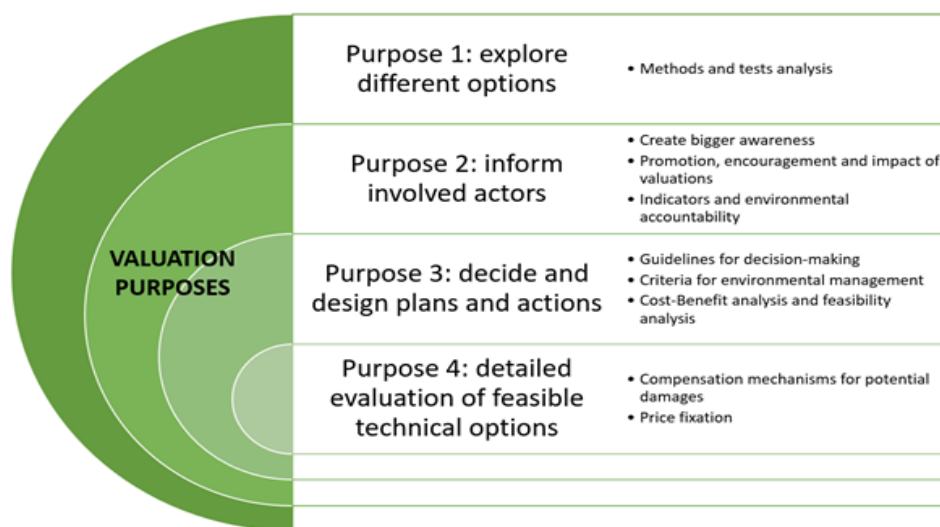 Purpose 1: explore
different options
• Methods and tests analysis
Purpose 2: inform
involved actors
• Create bigger awareness
• Promotion, encouragement and impact of
valuations
• Indicators and environmental
accountability
VALUATION
PURPOSES
Purpose 3: decide and
design plans and actions
• Guidelines for decision-making
• Criteria for environmental management
• Cost-Benefit analysis and feasibility
analysis
Purpose 4: detailed
evaluation of feasible
technical options
• Compensation mechanisms for potential
damages
• Price fixation